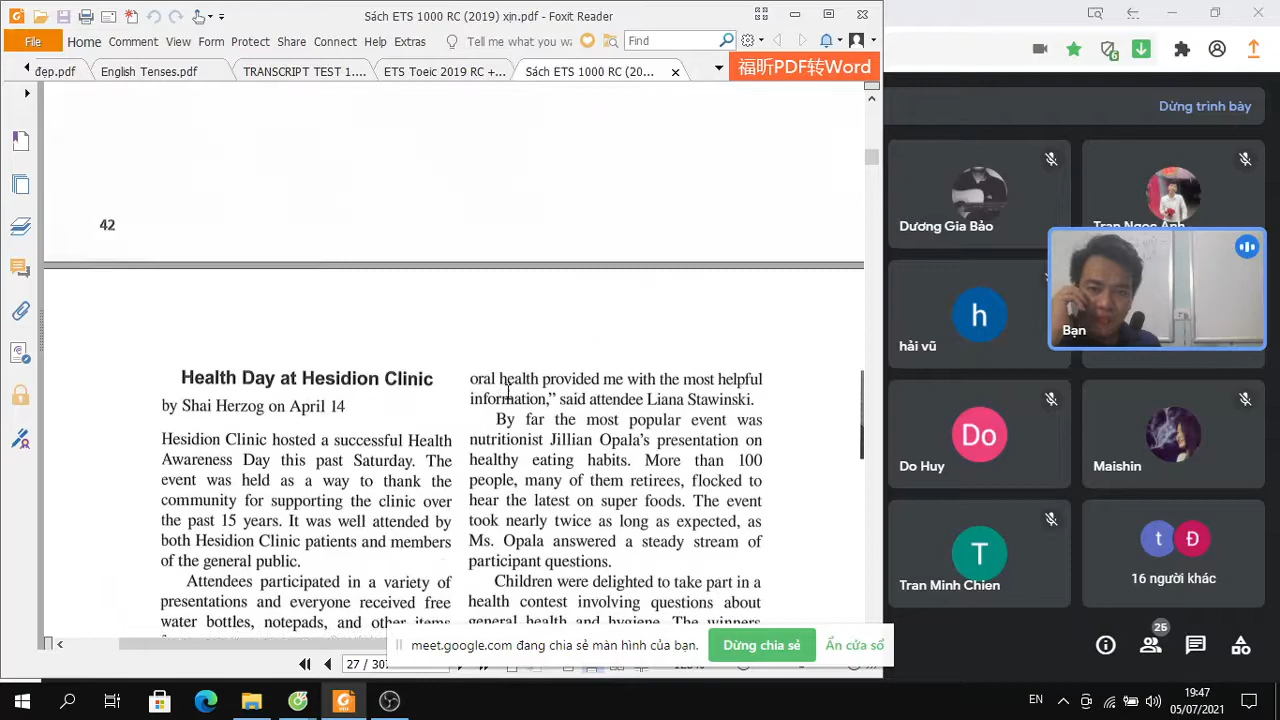 Sách ETS 1000 RC (2019) xịn.pdf - Foxit Reader
File
Home
Comment
View
Form
Protect
Share
Connect
Help
Extras
Tell me what you wa
Find
đẹp.pdf
English Tenses.pdf
TRANSCRIPT TEST 1....
ETS Toeic 2019 RC +...
Sách ETS 1000 RC (20...
福昕PDF转Word
42
Health Day at Hesidion Clinic
by Shai Herzog on April 14
Hesidion Clinic hosted a successful Health
Awareness Day this past Saturday. The
event was held as a way to thank the
community for supporting the clinic over
the past 15 years. It was well attended by
both Hesidion Clinic patients and members
of the general public.
Attendees participated in a variety of
presentations and everyone received free
water bottles, notepads, and other items
oral health provided me with the most helpful
information,” said attendee Liana Stawinski.
By far the most popular event was
nutritionist Jillian Opala’s presentation on
healthy eating habits. More than 100
people, many of them retirees, flocked to
hear the latest on super foods. The event
took nearly twice as long as expected, as
Ms. Opala answered a steady stream of
participant questions.
Children were delighted to take part in a
health contest involving questions about
general health and hygiene. The winners
meet.google.com đang chia sẻ màn hình của bạn.
Dừng chia sẻ
Ẩn cửa sổ
Dừng trình bày
6
Dương Gia Bảo
Tran Ngoc Anh
h
hải vũ
Bạn
Do
Do Huy
Maishin
T
Tran Minh Chien
t
Đ
16 người khác
25
EN
19:47
05/07/2021